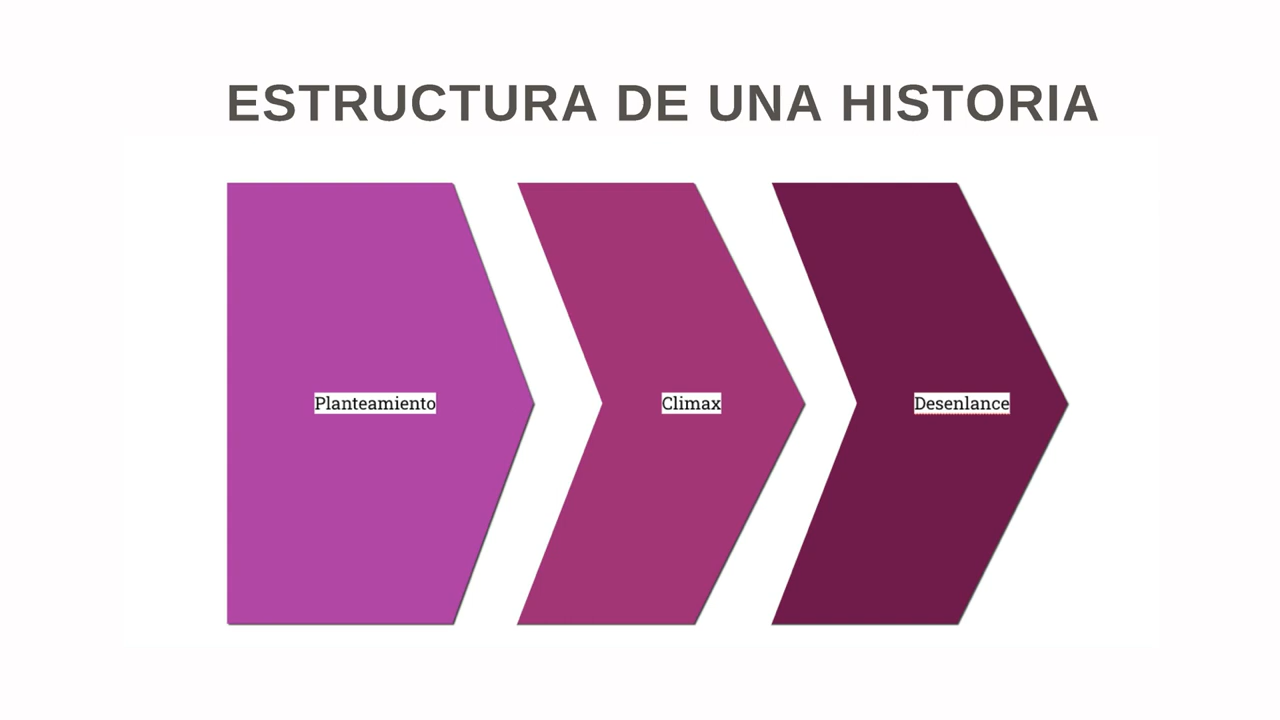 ESTRUCTURA DE UNA HISTORIA
Planteamiento
Climax
Desenlance